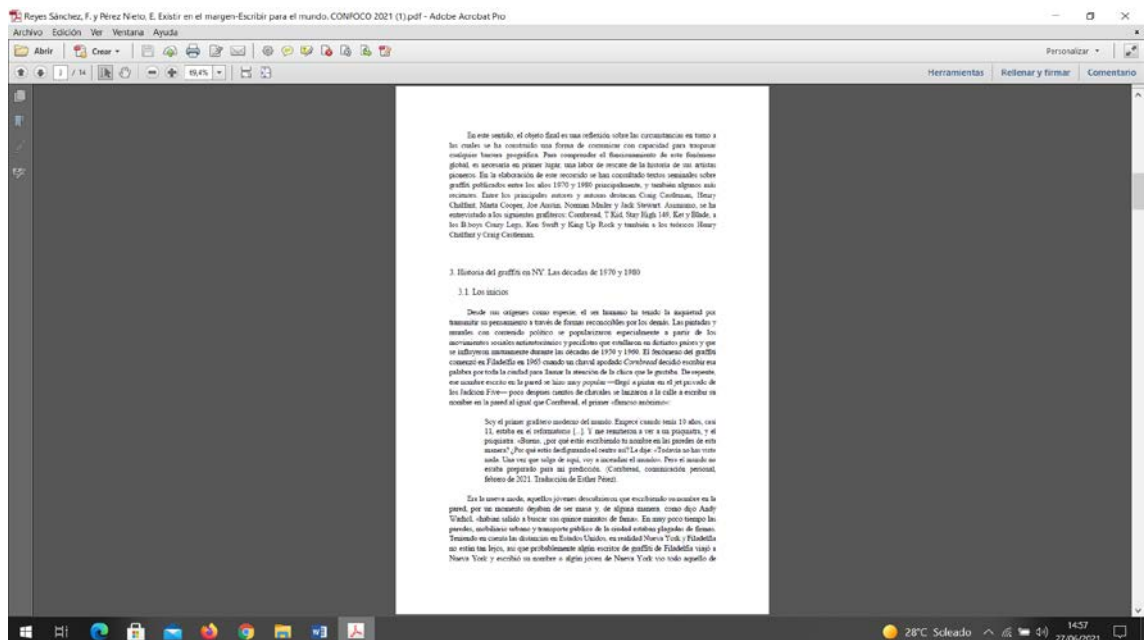 Reyes Sánchez, F. y Pérez Nieto, E. Existir en el margen-Escribir para el mundo. CONFOCO 2021 (1).pdf - Adobe Acrobat Pro
Archivo Edición Ver Ventana Ayuda
Abrir Crear Personalizar
3 / 14 69,4% Herramientas Rellenar y firmar Comentario
En este sentido, el objeto final es una reflexión sobre las circunstancias en torno a
las cuales se ha construido una forma de comunicar con capacidad para traspasar
cualquier barrera geográfica. Para comprender el funcionamiento de este fenómeno
global, es necesaria en primer lugar, una labor de rescate de la historia de sus artistas
pioneros. En la elaboración de este recorrido se han consultado textos seminales sobre
graffiti publicados entre los años 1970 y 1980 principalmente, y también algunos más
recientes. Entre los principales autores y autoras destacan Craig Castleman, Henry
Chalfant, Marta Cooper, Joe Austin, Norman Mailer y Jack Stewart. Asimismo, se ha
entrevistado a los siguientes grafiteros: Cornbread, T Kid, Stay High 149, Ket y Blade, a
los B-boys Crazy Legs, Ken Swift y King Up Rock y también a los teóricos Henry
Chalfant y Craig Castleman.
3. Historia del graffiti en NY. Las décadas de 1970 y 1980
3.1. Los inicios
Desde sus orígenes como especie, el ser humano ha tenido la inquietud por
transmitir su pensamiento a través de formas reconocibles por los demás. Las pintadas y
murales con contenido político se popularizaron especialmente a partir de los
movimientos sociales antiautoritarios y pacifistas que estallaron en distintos países y que
se influyeron mutuamente durante las décadas de 1950 y 1960. El fenómeno del graffiti
comenzó en Filadelfia en 1965 cuando un chaval apodado Cornbread decidió escribir esa
palabra por toda la ciudad para llamar la atención de la chica que le gustaba. De repente,
ese nombre escrito en la pared se hizo muy popular —llegó a pintar en el jet privado de
los Jackson Five— poco después cientos de chavales se lanzaron a la calle a escribir su
nombre en la pared al igual que Cornbread, el primer «famoso anónimo»:
Soy el primer grafitero moderno del mundo. Empecé cuando tenía 10 años, casi
11, estaba en el reformatorio [...]. Y me remitieron a ver a un psiquiatra, y el
psiquiatra: «Bueno, ¿por qué estás escribiendo tu nombre en las paredes de esta
manera? ¿Por qué estás desfigurando el centro así? Le dije: «Todavía no has visto
nada. Una vez que salga de aquí, voy a incendiar el mundo». Pero el mundo no
estaba preparado para mi predicción. (Cornbread, comunicación personal,
febrero de 2021. Traducción de Esther Pérez).
Era la nueva moda, aquellos jóvenes descubrieron que escribiendo su nombre en la
pared, por un momento dejaban de ser masa y, de alguna manera, como dijo Andy
Warhol, «habían salido a buscar sus quince minutos de fama». En muy poco tiempo las
paredes, mobiliario urbano y transporte público de la ciudad estaban plagadas de firmas.
Teniendo en cuenta las distancias en Estados Unidos, en realidad Nueva York y Filadelfia
no están tan lejos, así que probablemente algún escritor de graffiti de Filadelfia viajó a
Nueva York y escribió su nombre o algún joven de Nueva York vio todo aquello de
28°C Soleado 14:57
27/06/2021